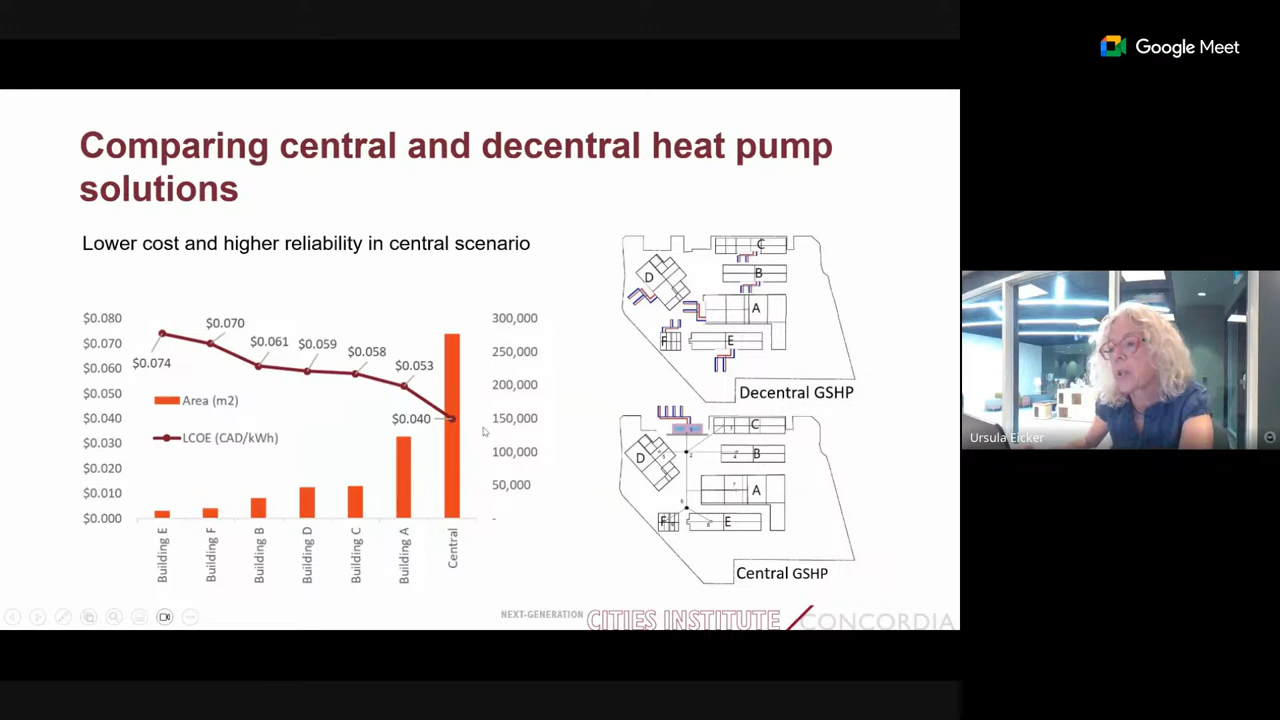 Google Meet
Comparing central and decentral heat pump
solutions
Lower cost and higher reliability in central scenario
$0.080
$0.070
$0.060
$0.050
$0.040
$0.030
$0.020
$0.010
$0.000
$0.074
$0.070
$0.061
$0.059
$0.058
$0.053
$0.040
Area (m2)
LCOE (CAD/kWh)
300,000
250,000
200,000
150,000
100,000
50,000
-
Building E
Building F
Building B
Building D
Building C
Building A
Central
C
D
B
A
F
E
Decentral GSHP
C
D
B
A
F
E
Central GSHP
Ursula Eicker
NEXT-GENERATION CITIES INSTITUTE CONCORDIA